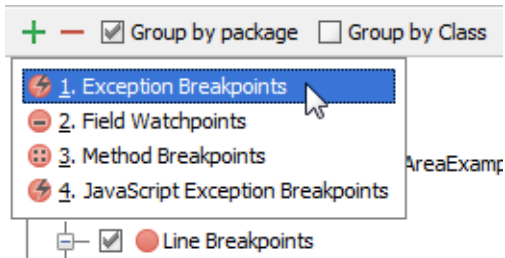 Group by package Group by Class
1. Exception Breakpoints
2. Field Watchpoints
3. Method Breakpoints
AreaExamp
4. JavaScript Exception Breakpoints
Line Breakpoints